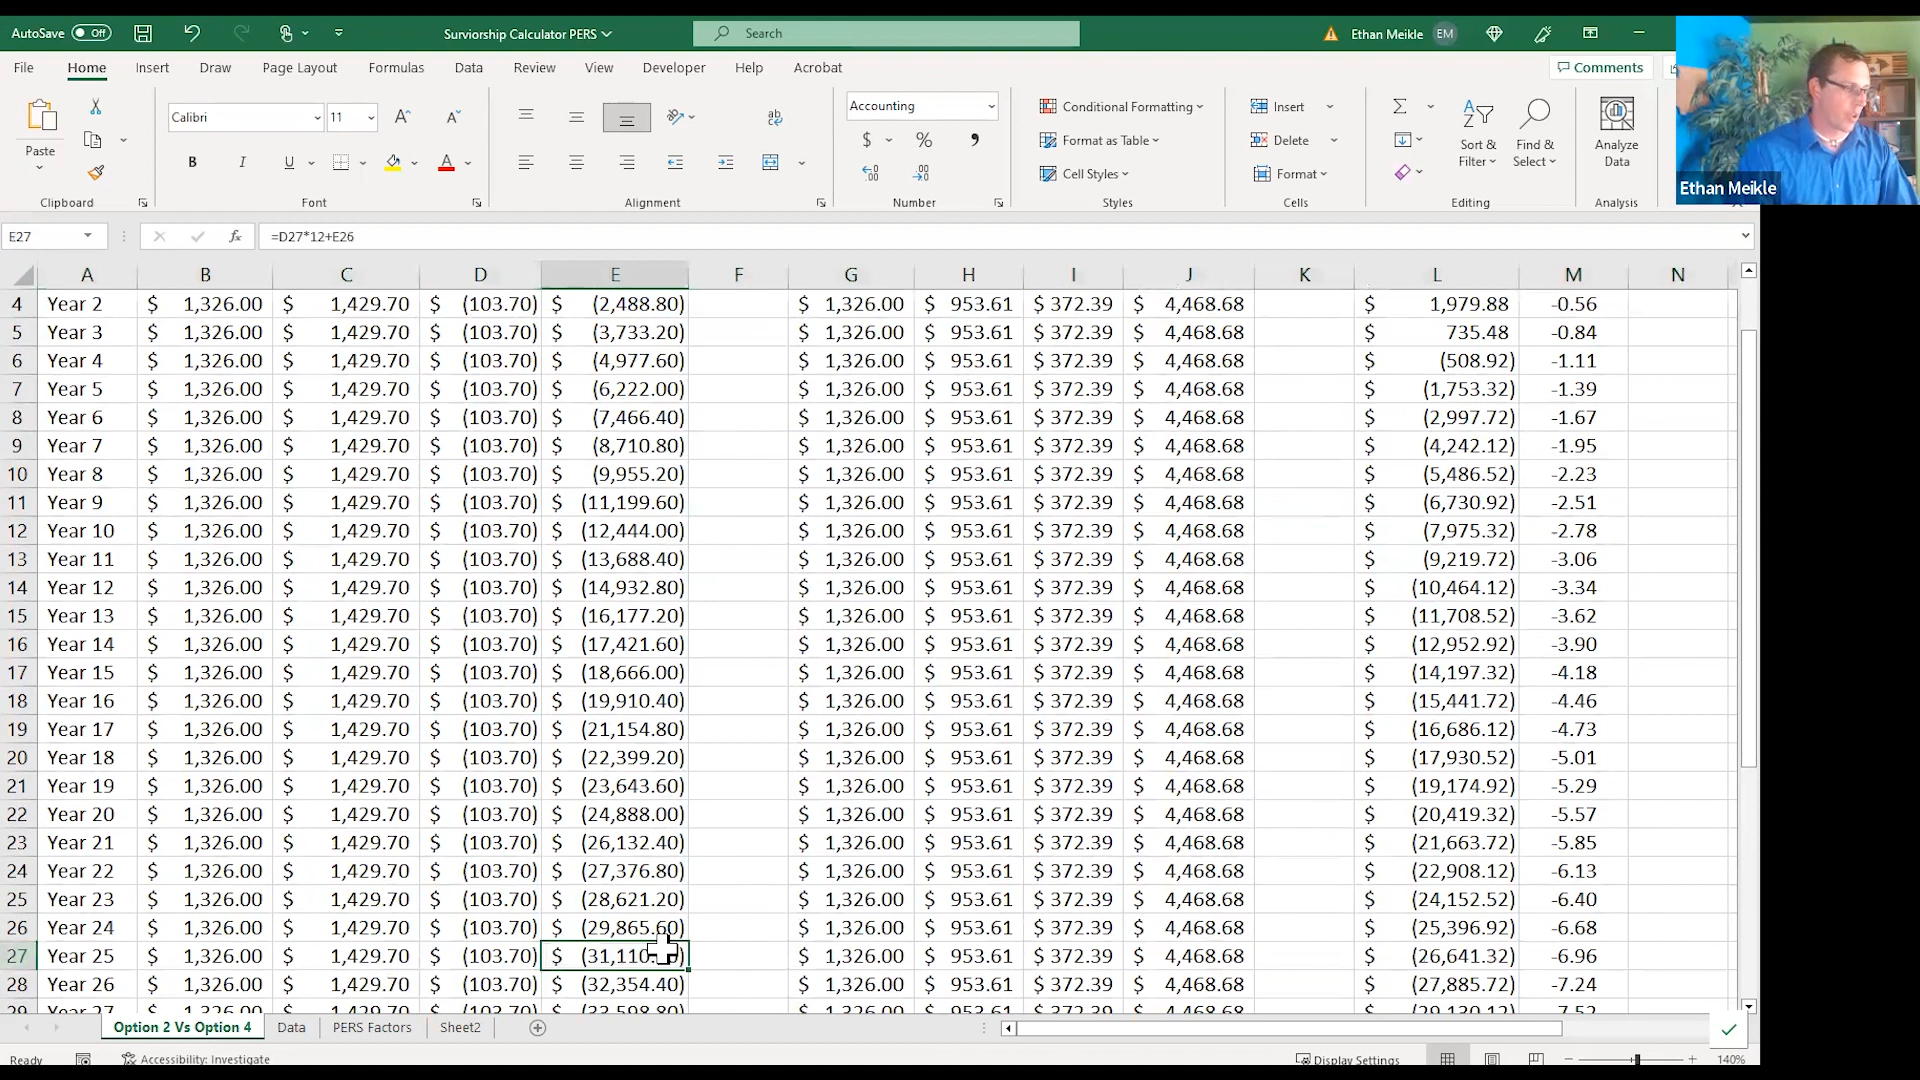 AutoSave Off Surviorship Calculator PERS Search Ethan Meikle EM
File Home Insert Draw Page Layout Formulas Data Review View Developer Help Acrobat Comments
Calibri 11 Accounting Conditional Formatting Insert
Paste B I U $ % Format as Table Delete Sort & Filter Find & Select Analyze Data
Cell Styles Format
Ethan Meikle
Clipboard Font Alignment Number Styles Cells Editing Analysis
E27 fx =D27*12+E26
A B C D E F G H I J K L M N
4 Year 2 $ 1,326.00 $ 1,429.70 $ (103.70) $ (2,488.80) $ 1,326.00 $ 953.61 $ 372.39 $ 4,468.68 $ 1,979.88 -0.56
5 Year 3 $ 1,326.00 $ 1,429.70 $ (103.70) $ (3,733.20) $ 1,326.00 $ 953.61 $ 372.39 $ 4,468.68 $ 735.48 -0.84
6 Year 4 $ 1,326.00 $ 1,429.70 $ (103.70) $ (4,977.60) $ 1,326.00 $ 953.61 $ 372.39 $ 4,468.68 $ (508.92) -1.11
7 Year 5 $ 1,326.00 $ 1,429.70 $ (103.70) $ (6,222.00) $ 1,326.00 $ 953.61 $ 372.39 $ 4,468.68 $ (1,753.32) -1.39
8 Year 6 $ 1,326.00 $ 1,429.70 $ (103.70) $ (7,466.40) $ 1,326.00 $ 953.61 $ 372.39 $ 4,468.68 $ (2,997.72) -1.67
9 Year 7 $ 1,326.00 $ 1,429.70 $ (103.70) $ (8,710.80) $ 1,326.00 $ 953.61 $ 372.39 $ 4,468.68 $ (4,242.12) -1.95
10 Year 8 $ 1,326.00 $ 1,429.70 $ (103.70) $ (9,955.20) $ 1,326.00 $ 953.61 $ 372.39 $ 4,468.68 $ (5,486.52) -2.23
11 Year 9 $ 1,326.00 $ 1,429.70 $ (103.70) $ (11,199.60) $ 1,326.00 $ 953.61 $ 372.39 $ 4,468.68 $ (6,730.92) -2.51
12 Year 10 $ 1,326.00 $ 1,429.70 $ (103.70) $ (12,444.00) $ 1,326.00 $ 953.61 $ 372.39 $ 4,468.68 $ (7,975.32) -2.78
13 Year 11 $ 1,326.00 $ 1,429.70 $ (103.70) $ (13,688.40) $ 1,326.00 $ 953.61 $ 372.39 $ 4,468.68 $ (9,219.72) -3.06
14 Year 12 $ 1,326.00 $ 1,429.70 $ (103.70) $ (14,932.80) $ 1,326.00 $ 953.61 $ 372.39 $ 4,468.68 $ (10,464.12) -3.34
15 Year 13 $ 1,326.00 $ 1,429.70 $ (103.70) $ (16,177.20) $ 1,326.00 $ 953.61 $ 372.39 $ 4,468.68 $ (11,708.52) -3.62
16 Year 14 $ 1,326.00 $ 1,429.70 $ (103.70) $ (17,421.60) $ 1,326.00 $ 953.61 $ 372.39 $ 4,468.68 $ (12,952.92) -3.90
17 Year 15 $ 1,326.00 $ 1,429.70 $ (103.70) $ (18,666.00) $ 1,326.00 $ 953.61 $ 372.39 $ 4,468.68 $ (14,197.32) -4.18
18 Year 16 $ 1,326.00 $ 1,429.70 $ (103.70) $ (19,910.40) $ 1,326.00 $ 953.61 $ 372.39 $ 4,468.68 $ (15,441.72) -4.46
19 Year 17 $ 1,326.00 $ 1,429.70 $ (103.70) $ (21,154.80) $ 1,326.00 $ 953.61 $ 372.39 $ 4,468.68 $ (16,686.12) -4.73
20 Year 18 $ 1,326.00 $ 1,429.70 $ (103.70) $ (22,399.20) $ 1,326.00 $ 953.61 $ 372.39 $ 4,468.68 $ (17,930.52) -5.01
21 Year 19 $ 1,326.00 $ 1,429.70 $ (103.70) $ (23,643.60) $ 1,326.00 $ 953.61 $ 372.39 $ 4,468.68 $ (19,174.92) -5.29
22 Year 20 $ 1,326.00 $ 1,429.70 $ (103.70) $ (24,888.00) $ 1,326.00 $ 953.61 $ 372.39 $ 4,468.68 $ (20,419.32) -5.57
23 Year 21 $ 1,326.00 $ 1,429.70 $ (103.70) $ (26,132.40) $ 1,326.00 $ 953.61 $ 372.39 $ 4,468.68 $ (21,663.72) -5.85
24 Year 22 $ 1,326.00 $ 1,429.70 $ (103.70) $ (27,376.80) $ 1,326.00 $ 953.61 $ 372.39 $ 4,468.68 $ (22,908.12) -6.13
25 Year 23 $ 1,326.00 $ 1,429.70 $ (103.70) $ (28,621.20) $ 1,326.00 $ 953.61 $ 372.39 $ 4,468.68 $ (24,152.52) -6.40
26 Year 24 $ 1,326.00 $ 1,429.70 $ (103.70) $ (29,865.60) $ 1,326.00 $ 953.61 $ 372.39 $ 4,468.68 $ (25,396.92) -6.68
27 Year 25 $ 1,326.00 $ 1,429.70 $ (103.70) $ 1,326.00 $ 953.61 $ 372.39 $ 4,468.68 $ (26,641.32) -6.96
28 Year 26 $ 1,326.00 $ 1,429.70 $ (103.70) $ (32,354.40) $ 1,326.00 $ 953.61 $ 372.39 $ 4,468.68 $ (27,885.72) -7.24
29 Year 27 $ 1,326.00 $ 1,429.70 $ (103.70) $ (33,598.80) $ 1,326.00 $ 953.61 $ 372.39 $ 4,468.68 $ (29,130.12) -7.52
Option 2 Vs Option 4 Data PERS Factors Sheet2
Ready Accessibility: Investigate Display Settings 140%